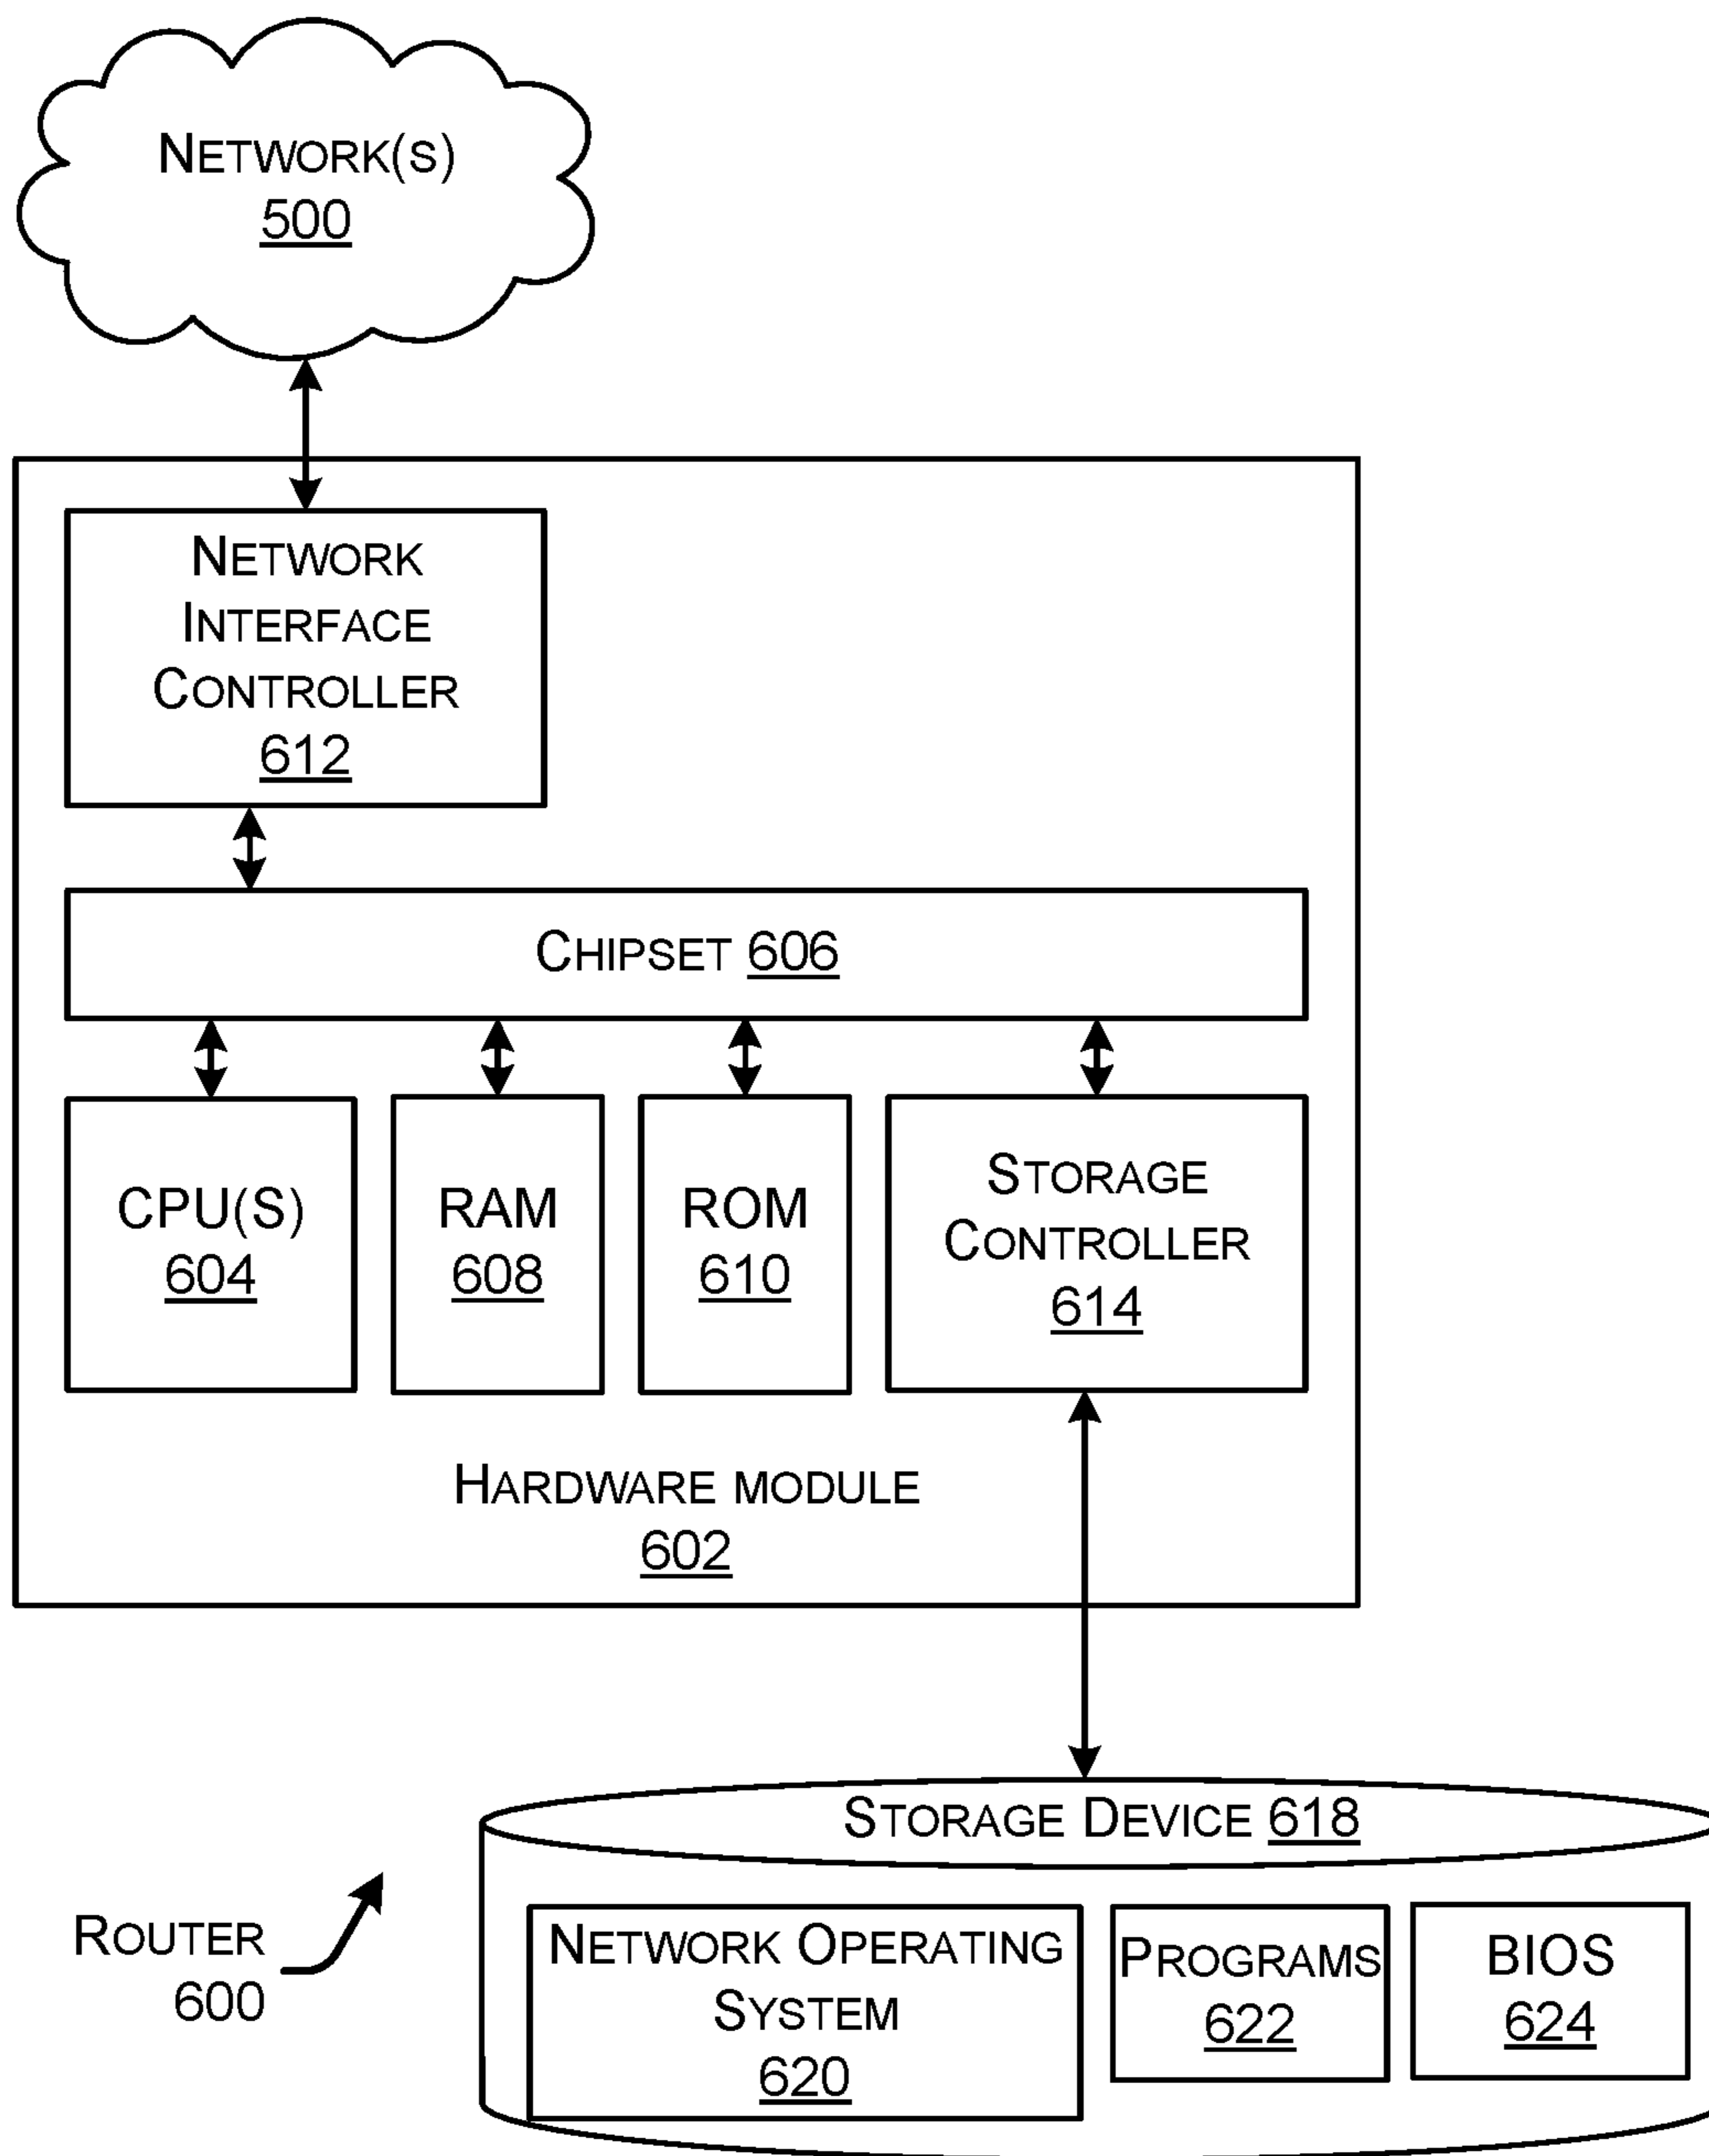 NETWORK(S)
500
NETWORK
INTERFACE
CONTROLLER
612
CHIPSET 606
CPU(S)
604
RAM
608
ROM
610
STORAGE
CONTROLLER
614
HARDWARE MODULE
602
STORAGE DEVICE 618
ROUTER
600
NETWORK OPERATING
SYSTEM
620
PROGRAMS
622
BIOS
624